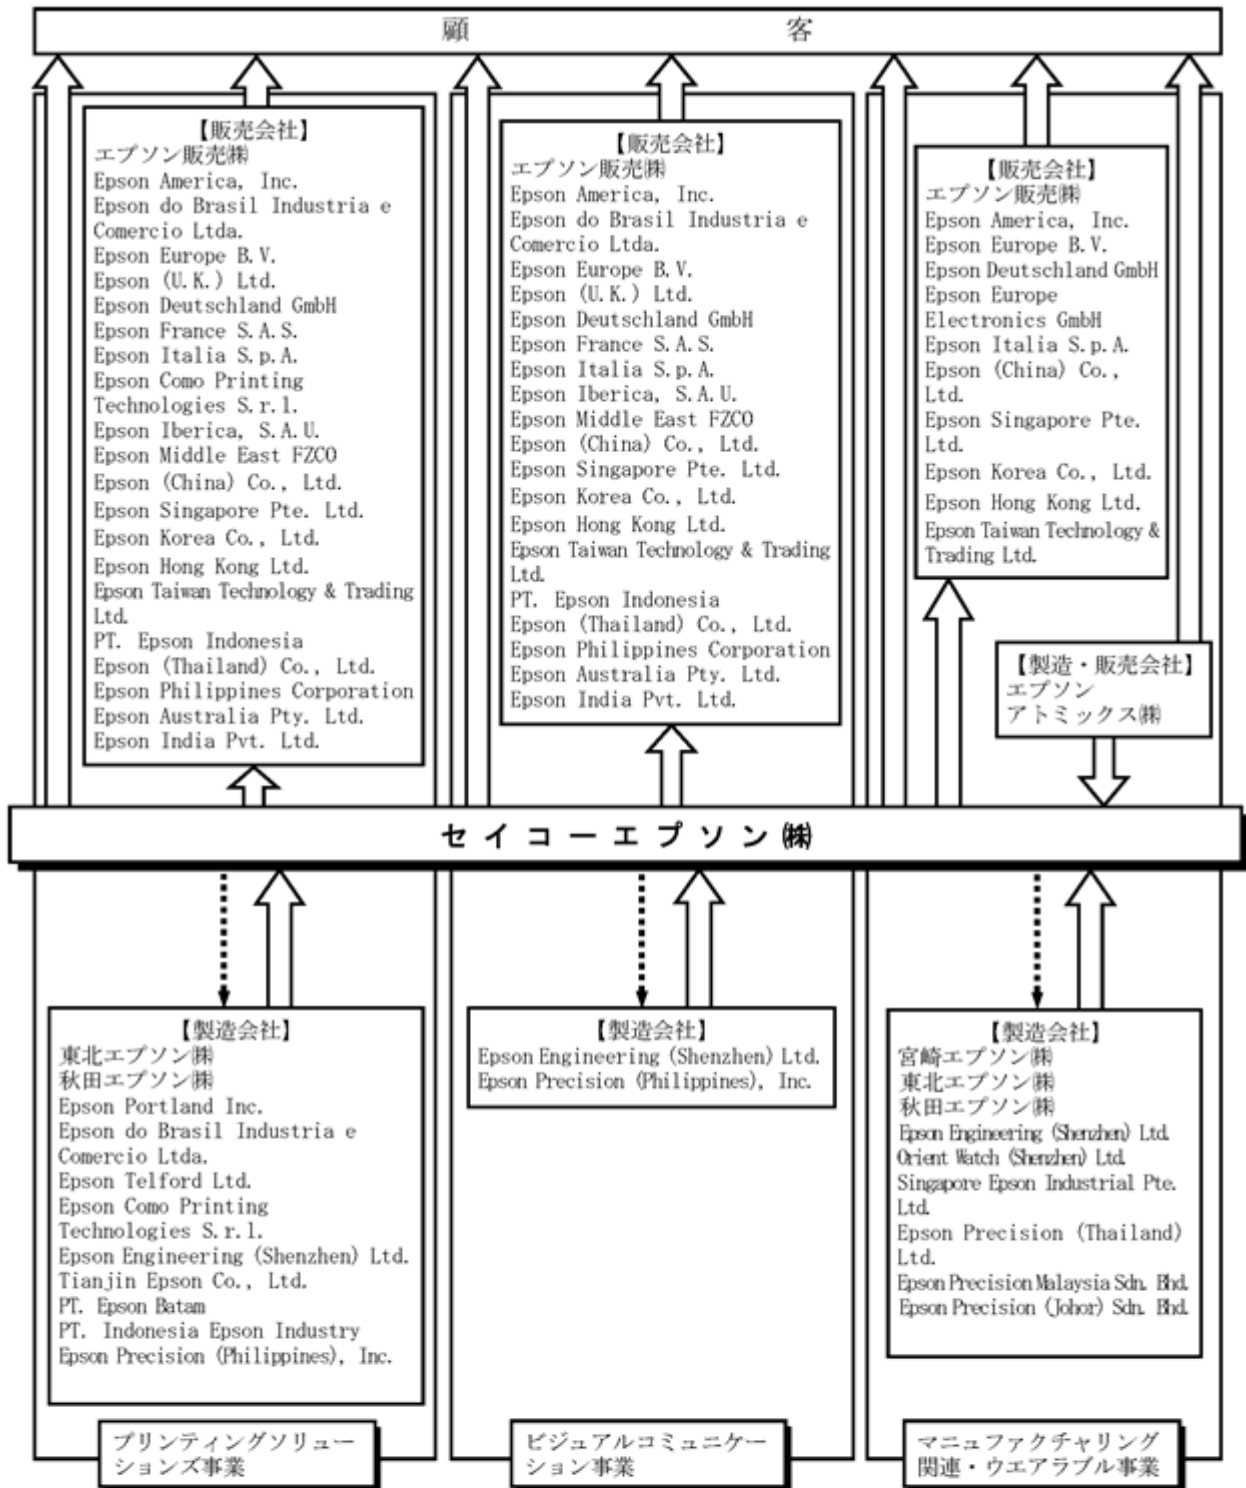 顧客
【販売会社】
エプソン販売㈱
Epson America, Inc.
Epson do Brasil Industria e
Comercio Ltda.
Epson Europe B.V.
Epson (U.K.) Ltd.
Epson Deutschland GmbH
Epson France S.A.S.
Epson Italia S.p.A.
Epson Como Printing
Technologies S.r.l.
Epson Iberica, S.A.U.
Epson Middle East FZCO
Epson (China) Co., Ltd.
Epson Singapore Pte. Ltd.
Epson Korea Co., Ltd.
Epson Hong Kong Ltd.
Epson Taiwan Technology & Trading
Ltd.
PT. Epson Indonesia
Epson (Thailand) Co., Ltd.
Epson Philippines Corporation
Epson Australia Pty. Ltd.
Epson India Pvt. Ltd.
【販売会社】
エプソン販売㈱
Epson America, Inc.
Epson do Brasil Industria e
Comercio Ltda.
Epson Europe B.V.
Epson (U.K.) Ltd.
Epson Deutschland GmbH
Epson France S.A.S.
Epson Italia S.p.A.
Epson Iberica, S.A.U.
Epson Middle East FZCO
Epson (China) Co., Ltd.
Epson Singapore Pte. Ltd.
Epson Korea Co., Ltd.
Epson Hong Kong Ltd.
Epson Taiwan Technology & Trading
Ltd.
PT. Epson Indonesia
Epson (Thailand) Co., Ltd.
Epson Philippines Corporation
Epson Australia Pty. Ltd.
Epson India Pvt. Ltd.
【販売会社】
エプソン販売㈱
Epson America, Inc.
Epson Europe B.V.
Epson Deutschland GmbH
Epson Europe
Electronics GmbH
Epson Italia S.p.A.
Epson (China) Co.,
Ltd.
Epson Singapore Pte.
Ltd.
Epson Korea Co., Ltd.
Epson Hong Kong Ltd.
Epson Taiwan Technology &
Trading Ltd.
【製造・販売会社】
エプソン
アトミックス㈱
セイコーエプソン㈱
【製造会社】
東北エプソン㈱
秋田エプソン㈱
Epson Portland Inc.
Epson do Brasil Industria e
Comercio Ltda.
Epson Telford Ltd.
Epson Como Printing
Technologies S.r.l.
Epson Engineering (Shenzhen) Ltd.
Tianjin Epson Co., Ltd.
PT. Epson Batam
PT. Indonesia Epson Industry
Epson Precision (Philippines), Inc.
【製造会社】
Epson Engineering (Shenzhen) Ltd.
Epson Precision (Philippines), Inc.
【製造会社】
宮崎エプソン㈱
東北エプソン㈱
秋田エプソン㈱
Epson Engineering (Shenzhen) Ltd.
Orient Watch (Shenzhen) Ltd.
Singapore Epson Industrial Pte.
Ltd.
Epson Precision (Thailand)
Ltd.
Epson Precision Malaysia Sdn. Bhd.
Epson Precision (Johor) Sdn. Bhd.
プリンティングソリュー
ションズ事業
ビジュアルコミュニケー
ション事業
マニュファクチャリング
関連・ウエアラブル事業